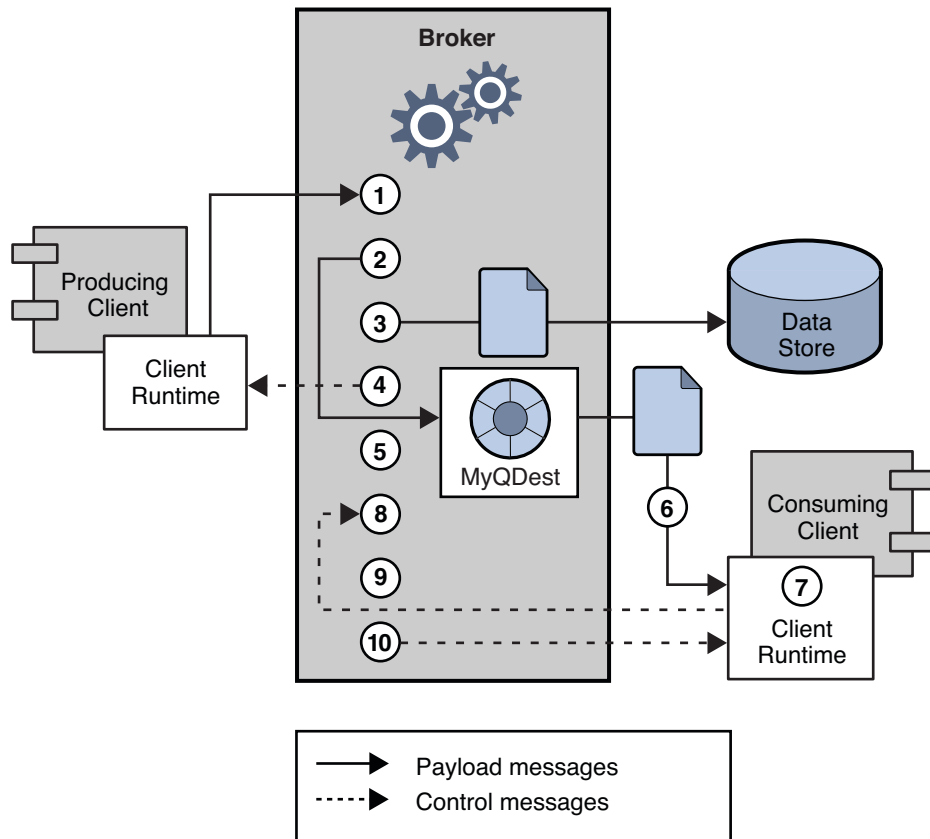 Broker
1
2
Producing
Client
3
Data
Store
Client
Runtime
4
5
MyQDest
6
Consuming
Client
8
9
7
Client
Runtime
10
Payload messages
Control messages